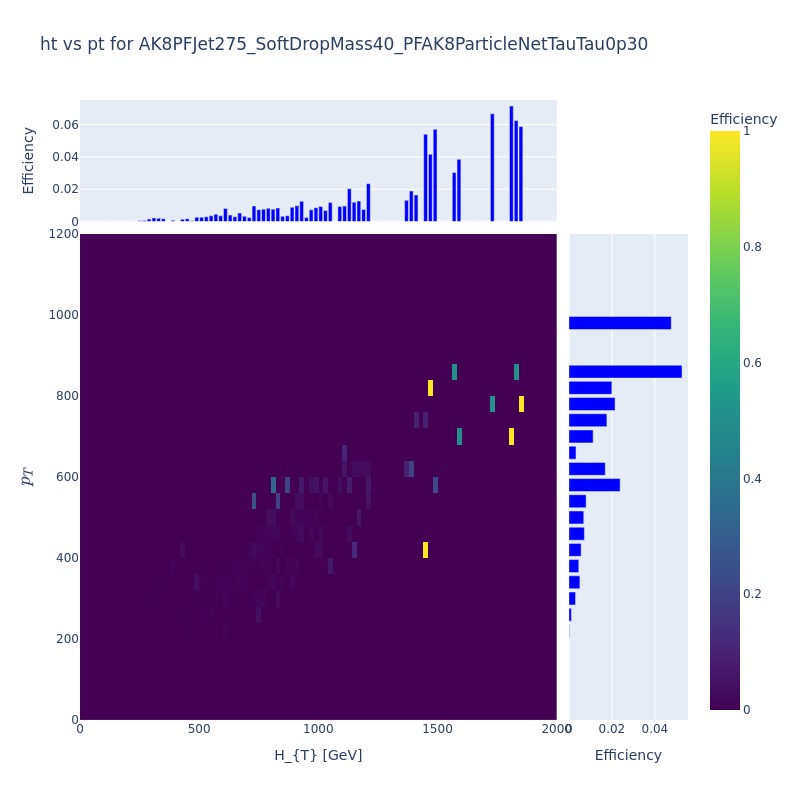 ht vs pt for AK8PFJet275_SoftDropMass40_PFAK8ParticleNetTauTau0p30
Efficiency
0.06
0.04
0.02
0
Efficiency
1
0.8
0.6
0.4
0.2
0
1200
1000
800
600
400
200
0
p_T
0 500 1000 1500 2000
H_{T} [GeV]
0 0.02 0.04
Efficiency